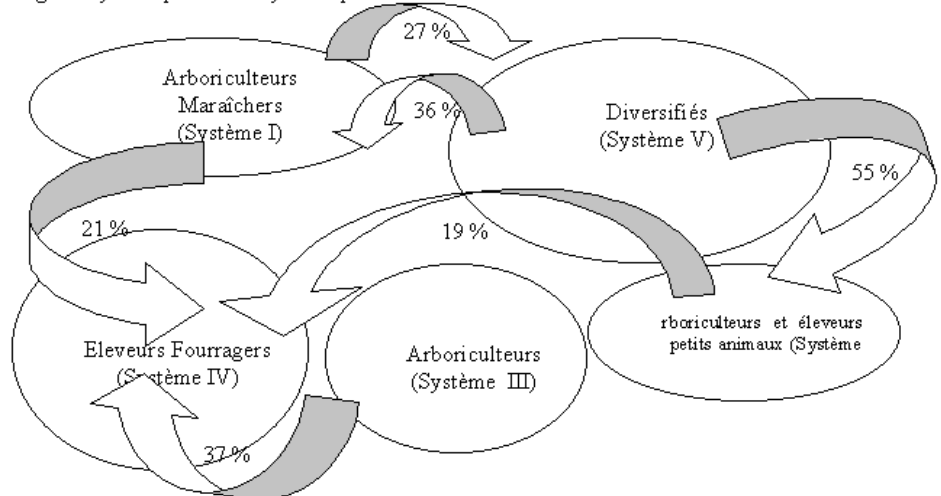 27 %
Arboriculteurs
Maraîchers
(Système I)
36 %
Diversifiés
(Système V)
55 %
21 %
19 %
Eleveurs Fourragers
(Système IV)
Arboriculteurs
(Système III)
rboriculteurs et éleveurs
petits animaux (Système
37 %